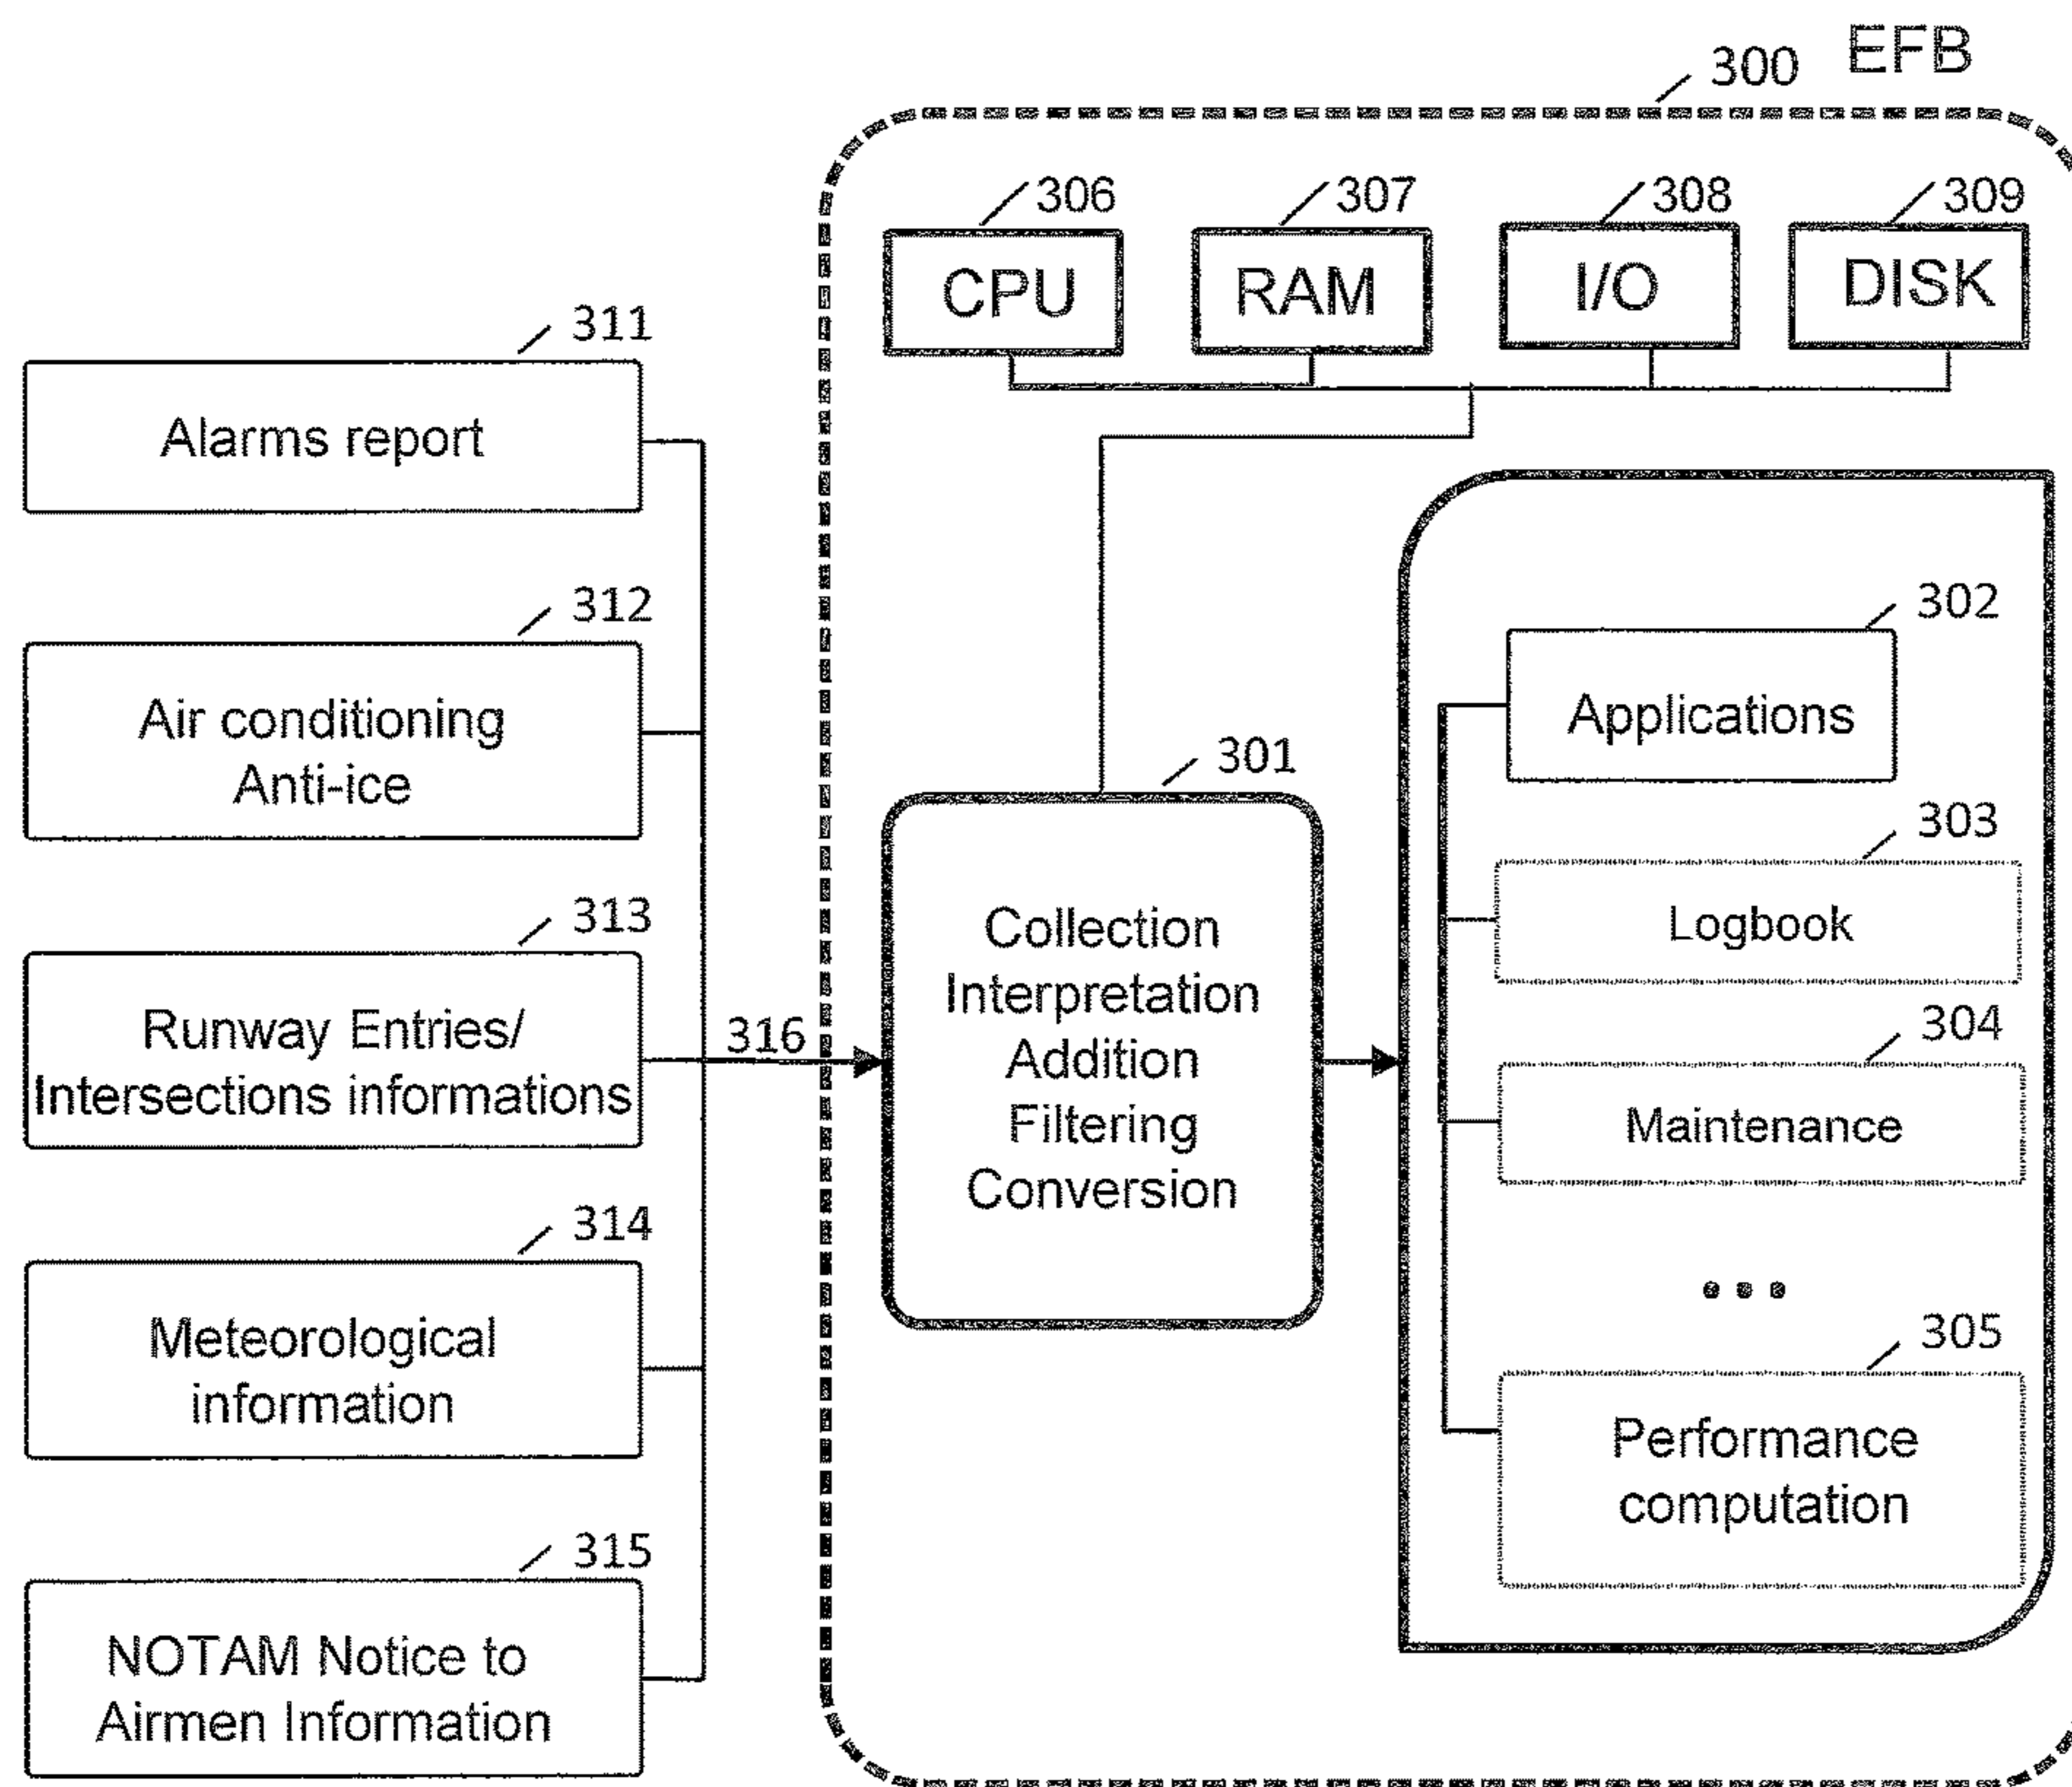 300 EFB
306
307
308
309
CPU
RAM
I/O
DISK
311
Alarms report
312
Air conditioning
Anti-ice
313
Runway Entries/
Intersections informations
314
Meteorological
information
315
NOTAM Notice to
Airmen Information
316
301
Collection
Interpretation
Addition
Filtering
Conversion
302
Applications
303
Logbook
304
Maintenance
...
305
Performance
computation